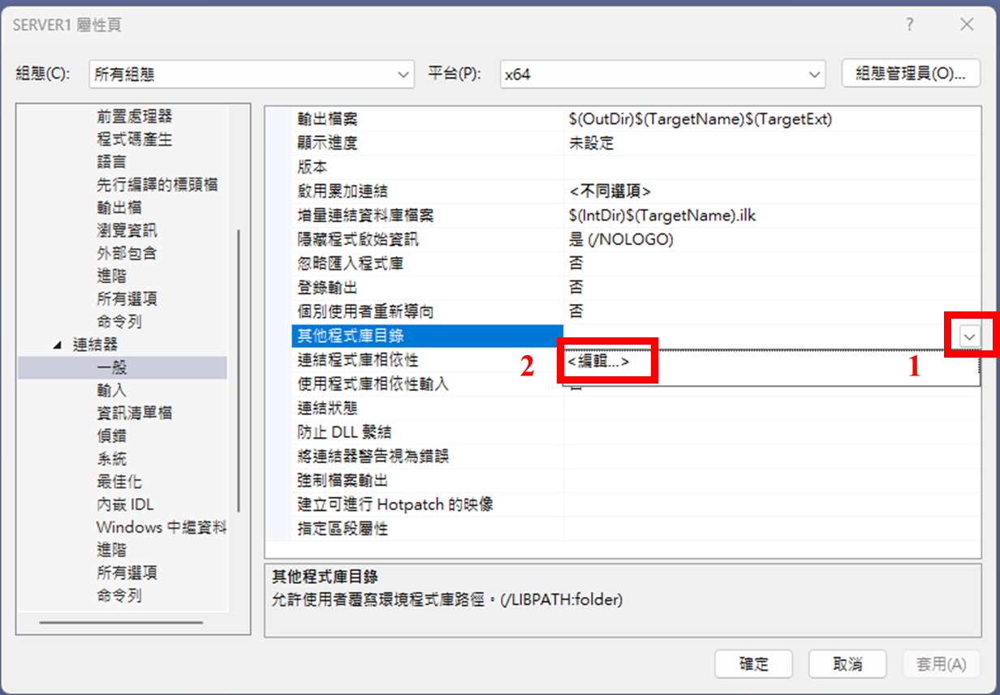 SERVER1 屬性頁
?
組態(C):
所有組態
平台(P):
x64
組態管理員(O)...
前置處理器
程式碼產生
語言
先行編譯的標頭檔
輸出檔
瀏覽資訊
外部包含
進階
所有選項
命令列
連結器
一般
輸入
資訊清單檔
偵錯
系統
最佳化
內嵌 IDL
Windows 中繼資料
進階
所有選項
命令列
輸出檔案 $(OutDir)$(TargetName)$(TargetExt)
顯示進度 未設定
版本
啟用累加連結 <不同選項>
增量連結資料庫檔案 $(IntDir)$(TargetName).ilk
隱藏程式啟始資訊 是 (/NOLOGO)
忽略匯入程式庫 否
登錄輸出 否
個別使用者重新導向 否
其他程式庫目錄
連結程式庫相依性 2 <編輯...> 1
使用程式庫相依性輸入 否
連結狀態
防止 DLL 繫結
將連結器警告視為錯誤
強制檔案輸出
建立可進行 Hotpatch 的映像
指定區段屬性
其他程式庫目錄
允許使用者覆寫環境程式庫路徑。(/LIBPATH:folder)
確定
取消
套用(A)